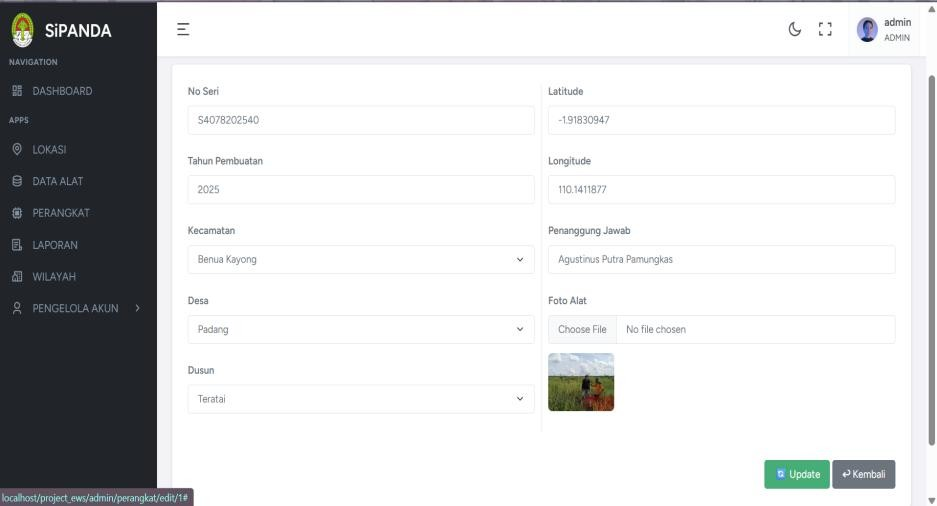 SiPANDA
NAVIGATION
DASHBOARD
APPS
LOKASI
DATA ALAT
PERANGKAT
LAPORAN
WILAYAH
PENGELOLA AKUN
admin
ADMIN
No Seri
S4078202540
Tahun Pembuatan
2025
Kecamatan
Benua Kayong
Desa
Padang
Dusun
Teratai
Latitude
-1.91830947
Longitude
110.1411877
Penanggung Jawab
Agustinus Putra Pamungkas
Foto Alat
Choose File No file chosen
Update
Kembali
localhost/project_ews/admin/perangkat/edit/1#